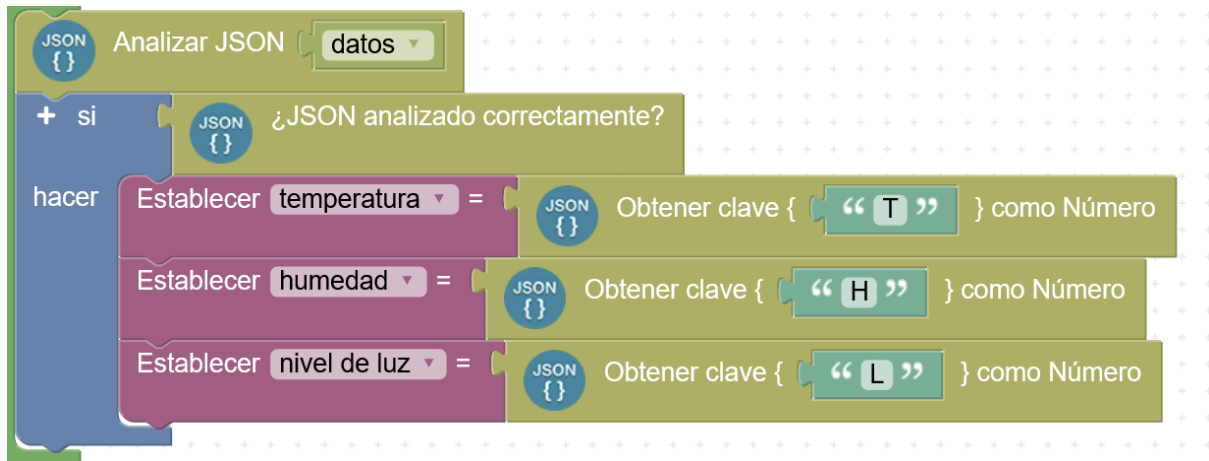 JSON { } Analizar JSON datos
+ si JSON { } ¿JSON analizado correctamente?
hacer Establecer temperatura = JSON { } Obtener clave { “ T ” } como Número
Establecer humedad = JSON { } Obtener clave { “ H ” } como Número
Establecer nivel de luz = JSON { } Obtener clave { “ L ” } como Número